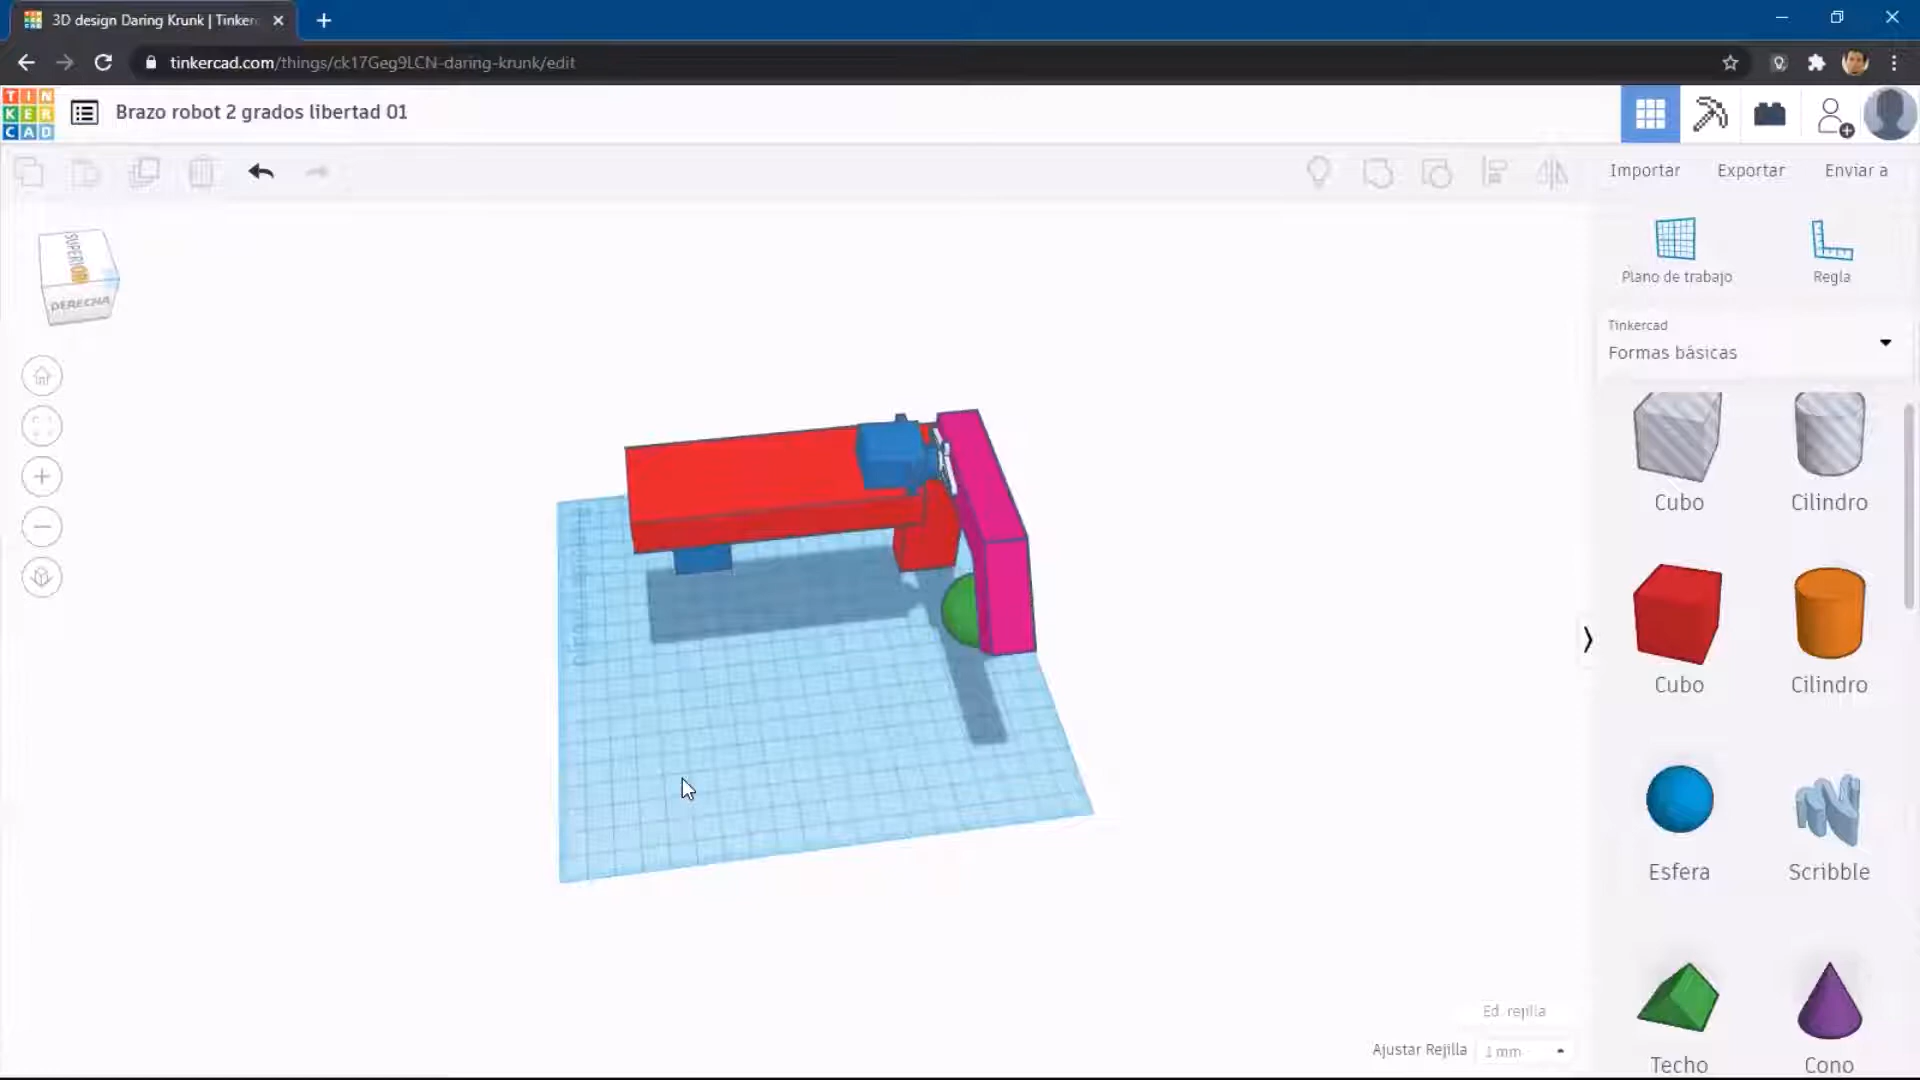 3D design Daring Krunk | Tinker
tinkercad.com/things/ck17Geg9LCN-daring-krunk/edit
TIN
KER
CAD
Brazo robot 2 grados libertad 01
Importar
Exportar
Enviar a
SUPERIOR
DERECHA
Plano de trabajo
Regla
Tinkercad
Formas básicas
Cubo
Cilindro
Cubo
Cilindro
Esfera
Scribble
Techo
Cono
Ed. rejilla
Ajustar Rejilla
1 mm